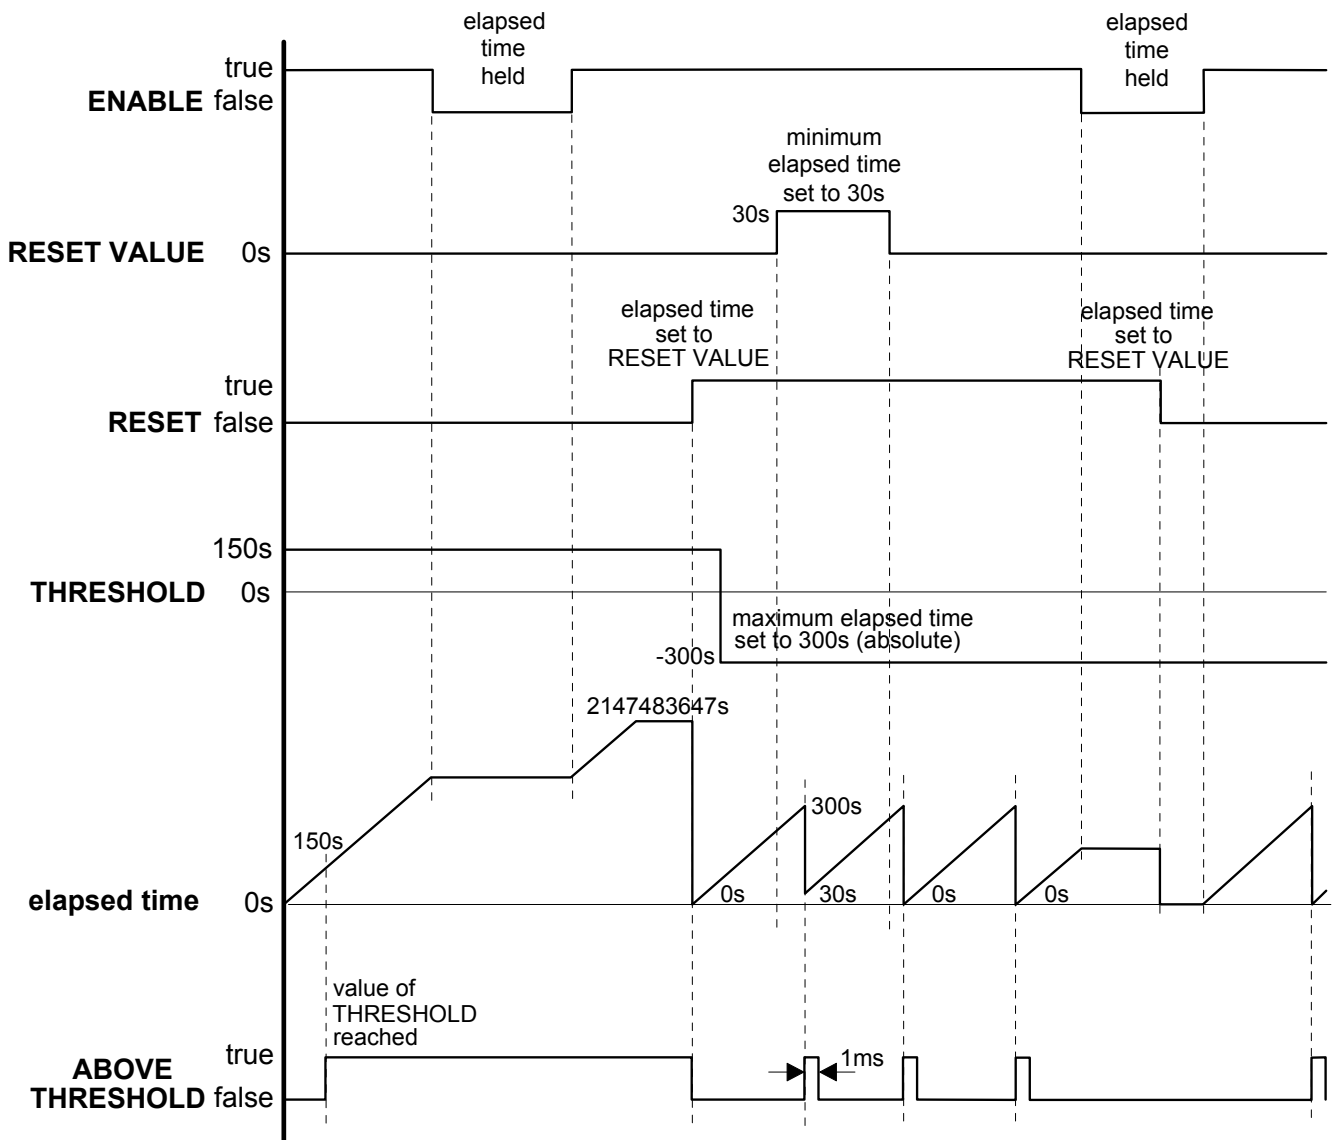 elapsed
time
held
elapsed
time
held
true
ENABLE false
minimum
elapsed time
set to 30s
30s
RESET VALUE 0s
elapsed time
set to
RESET VALUE
elapsed time
set to
RESET VALUE
true
RESET false
150s
THRESHOLD 0s
maximum elapsed time
set to 300s (absolute)
-300s
2147483647s
150s
300s
elapsed time 0s
0s
30s
0s
0s
value of
THRESHOLD
reached
true
ABOVE
THRESHOLD false
1ms